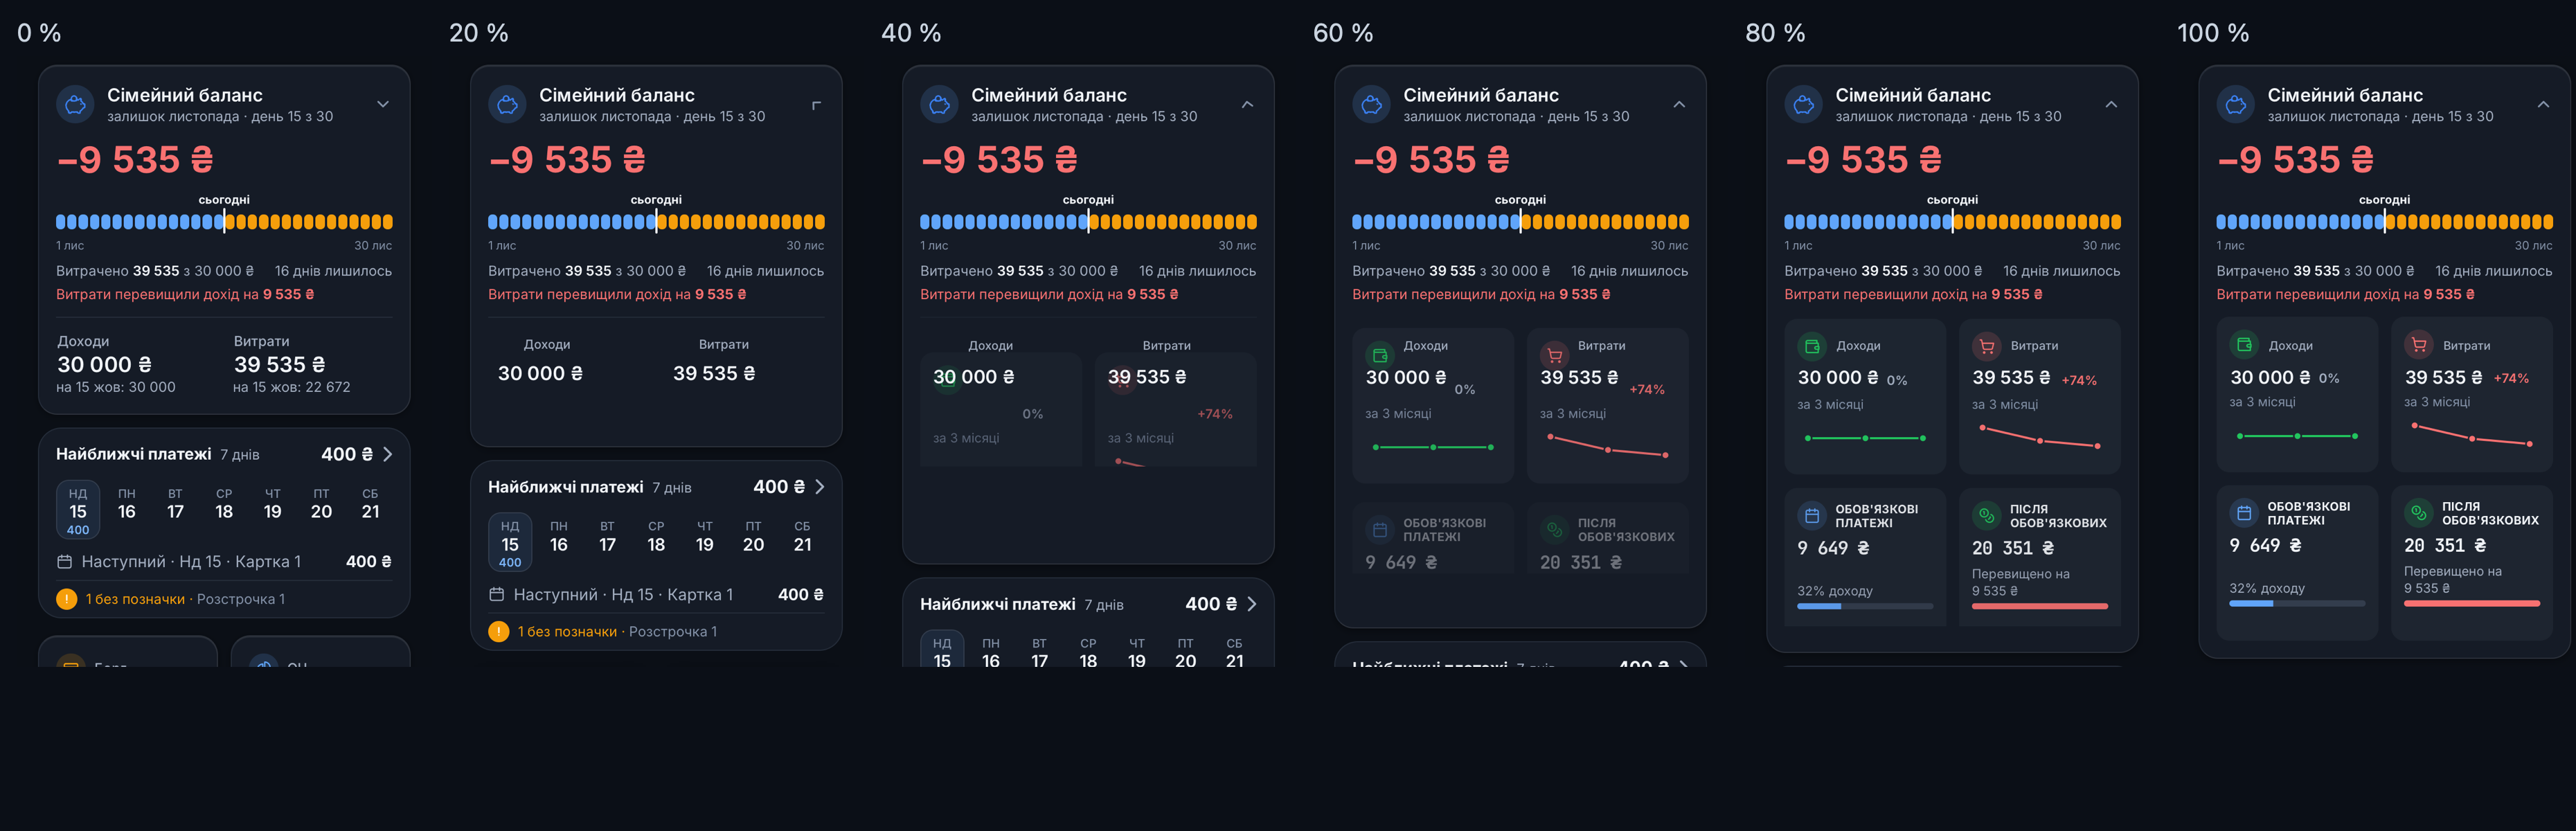 0 %
Сімейний баланс
залишок листопада · день 15 з 30
−9 535 ₴
сьогодні
1 лис 30 лис
Витрачено 39 535 з 30 000 ₴ 16 днів лишилось
Витрати перевищили дохід на 9 535 ₴
Доходи Витрати
30 000 ₴ 39 535 ₴
на 15 жов: 30 000 на 15 жов: 22 672
Найближчі платежі 7 днів 400 ₴
НД ПН ВТ СР ЧТ ПТ СБ
15 16 17 18 19 20 21
400
Наступний · Нд 15 · Картка 1 400 ₴
! 1 без позначки · Розстрочка 1
20 %
Сімейний баланс
залишок листопада · день 15 з 30
−9 535 ₴
сьогодні
1 лис 30 лис
Витрачено 39 535 з 30 000 ₴ 16 днів лишилось
Витрати перевищили дохід на 9 535 ₴
Доходи Витрати
30 000 ₴ 39 535 ₴
Найближчі платежі 7 днів 400 ₴
НД ПН ВТ СР ЧТ ПТ СБ
15 16 17 18 19 20 21
400
Наступний · Нд 15 · Картка 1 400 ₴
! 1 без позначки · Розстрочка 1
40 %
Сімейний баланс
залишок листопада · день 15 з 30
−9 535 ₴
сьогодні
1 лис 30 лис
Витрачено 39 535 з 30 000 ₴ 16 днів лишилось
Витрати перевищили дохід на 9 535 ₴
Доходи Витрати
30 000 ₴ 39 535 ₴
0% +74%
за 3 місяці за 3 місяці
Найближчі платежі 7 днів 400 ₴
НД ПН ВТ СР ЧТ ПТ СБ
15 16 17 18 19 20 21
60 %
Сімейний баланс
залишок листопада · день 15 з 30
−9 535 ₴
сьогодні
1 лис 30 лис
Витрачено 39 535 з 30 000 ₴ 16 днів лишилось
Витрати перевищили дохід на 9 535 ₴
Доходи Витрати
30 000 ₴ 39 535 ₴
0% +74%
за 3 місяці за 3 місяці
ОБОВ'ЯЗКОВІ ПІСЛЯ
ПЛАТЕЖІ ОБОВ'ЯЗКОВИХ
9 649 ₴ 20 351 ₴
Найближчі платежі 7 днів 400 ₴
80 %
Сімейний баланс
залишок листопада · день 15 з 30
−9 535 ₴
сьогодні
1 лис 30 лис
Витрачено 39 535 з 30 000 ₴ 16 днів лишилось
Витрати перевищили дохід на 9 535 ₴
Доходи Витрати
30 000 ₴ 0% 39 535 ₴ +74%
за 3 місяці за 3 місяці
ОБОВ'ЯЗКОВІ ПІСЛЯ
ПЛАТЕЖІ ОБОВ'ЯЗКОВИХ
9 649 ₴ 20 351 ₴
Перевищено на
32% доходу 9 535 ₴
100 %
Сімейний баланс
залишок листопада · день 15 з 30
−9 535 ₴
сьогодні
1 лис 30 лис
Витрачено 39 535 з 30 000 ₴ 16 днів лишилось
Витрати перевищили дохід на 9 535 ₴
Доходи Витрати
30 000 ₴ 0% 39 535 ₴ +74%
за 3 місяці за 3 місяці
ОБОВ'ЯЗКОВІ ПІСЛЯ
ПЛАТЕЖІ ОБОВ'ЯЗКОВИХ
9 649 ₴ 20 351 ₴
Перевищено на
32% доходу 9 535 ₴